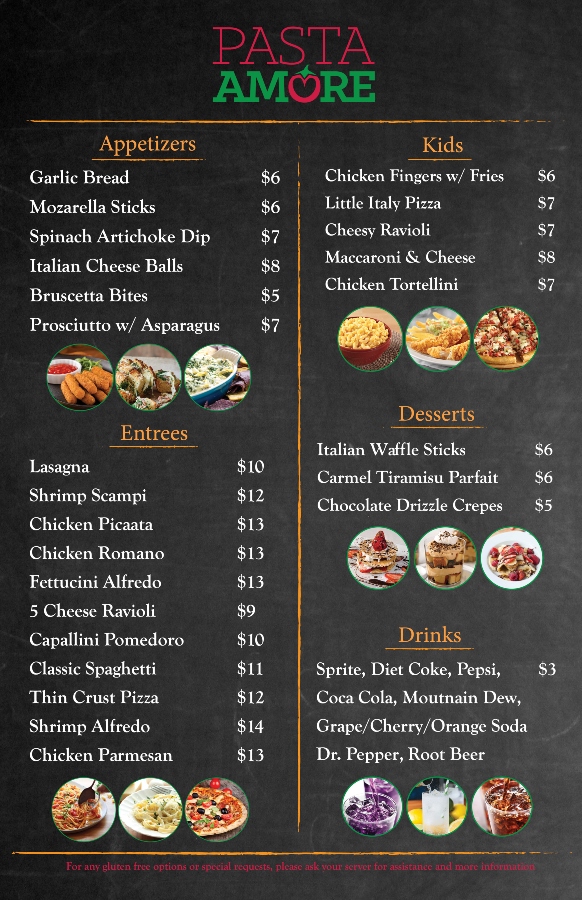 PASTA
AMORE
Appetizers
Garlic Bread $6
Mozarella Sticks $6
Spinach Artichoke Dip $7
Italian Cheese Balls $8
Bruscetta Bites $5
Prosciutto w/ Asparagus $7
Entrees
Lasagna $10
Shrimp Scampi $12
Chicken Picaata $13
Chicken Romano $13
Fettucini Alfredo $13
5 Cheese Ravioli $9
Capallini Pomedoro $10
Classic Spaghetti $11
Thin Crust Pizza $12
Shrimp Alfredo $14
Chicken Parmesan $13
Kids
Chicken Fingers w/ Fries $6
Little Italy Pizza $7
Cheesy Ravioli $7
Maccaroni & Cheese $8
Chicken Tortellini $7
Desserts
Italian Waffle Sticks $6
Carmel Tiramisu Parfait $6
Chocolate Drizzle Crepes $5
Drinks
Sprite, Diet Coke, Pepsi, $3
Coca Cola, Moutnain Dew,
Grape/Cherry/Orange Soda
Dr. Pepper, Root Beer
For any gluten free options or special requests, please ask your server for assistance and more information